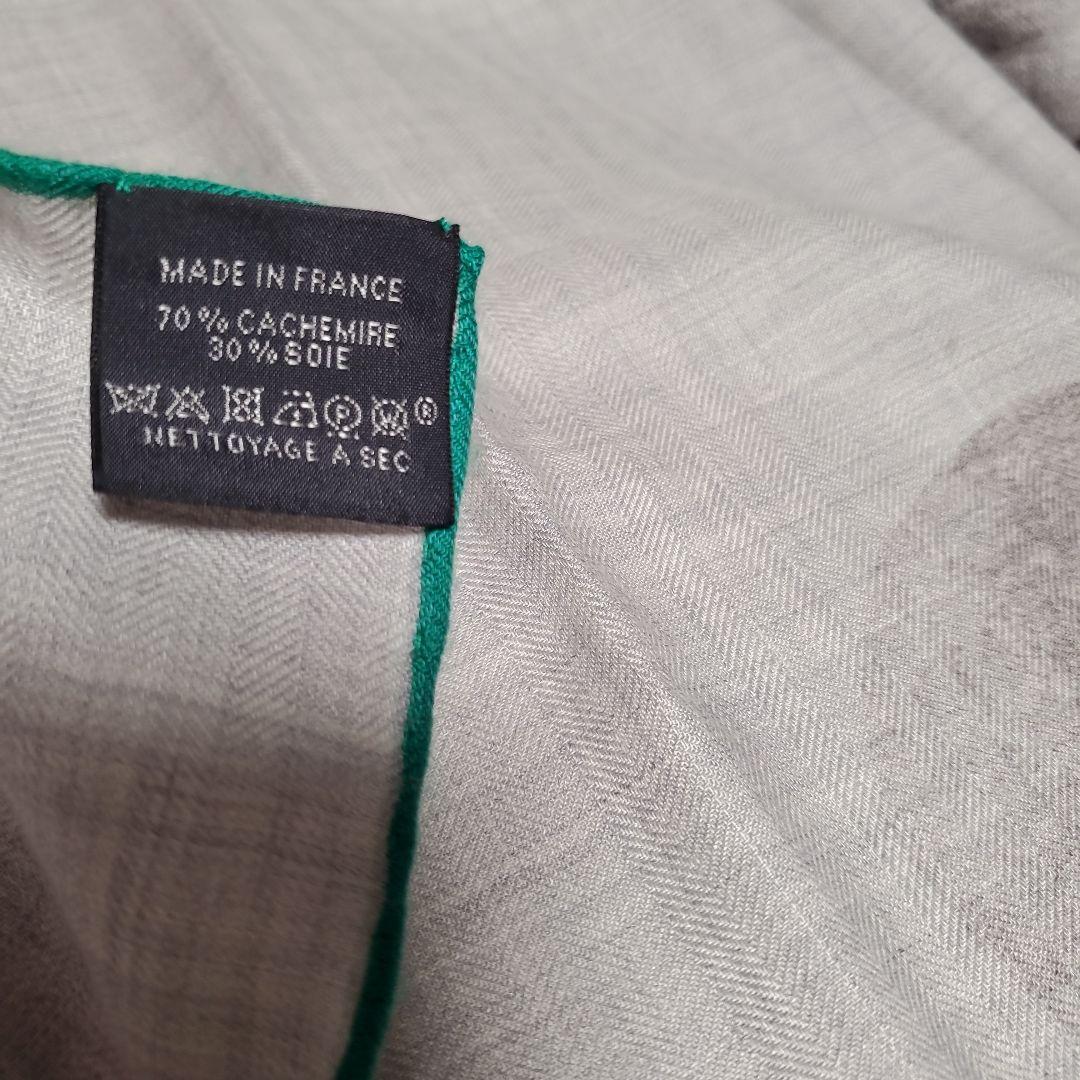 MADE IN FRANCE
70 % CACHEMIRE
30 % SOIE
P ®
NETTOYAGE A SEC